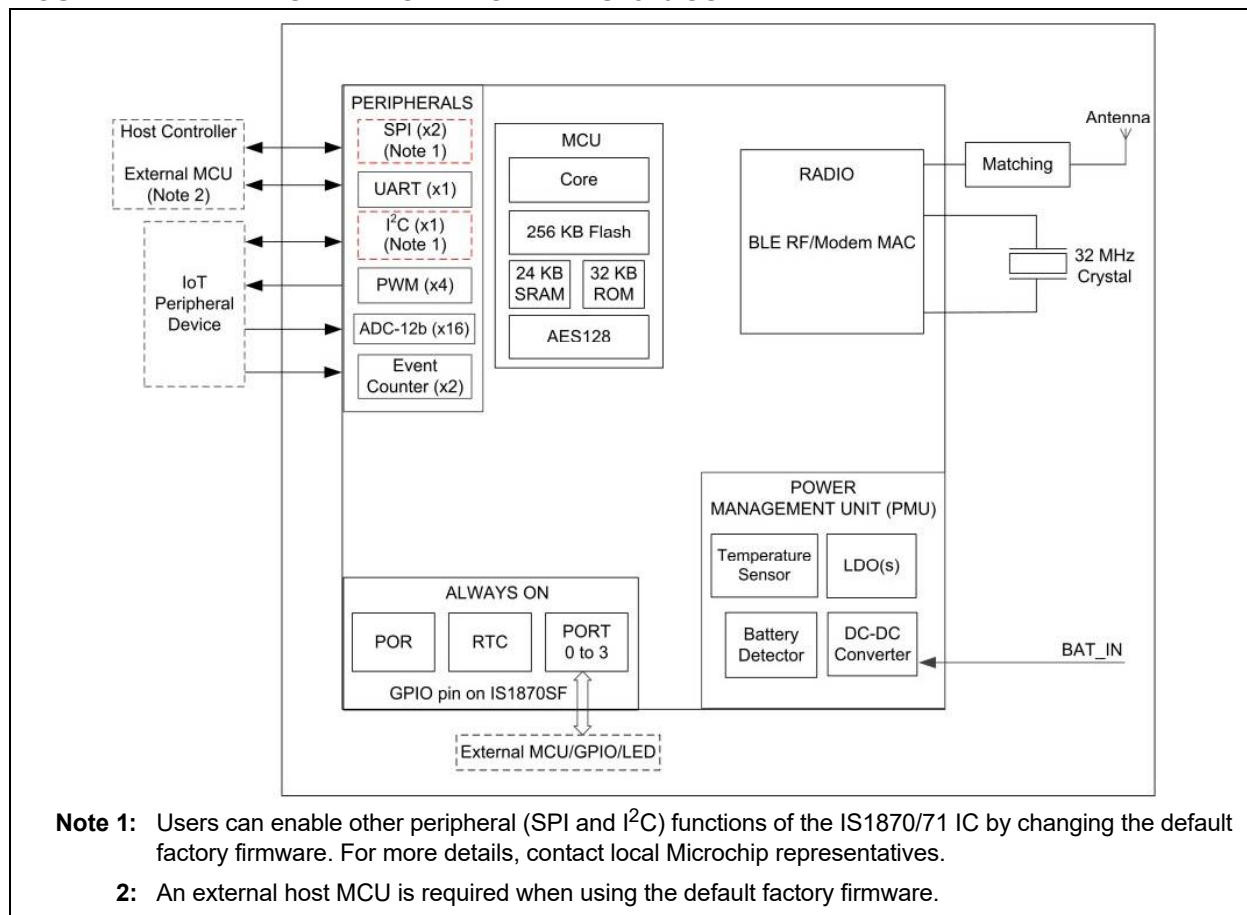 PERIPHERALS
SPI (x2)
(Note 1)
UART (x1)
I²C (x1)
(Note 1)
PWM (x4)
ADC-12b (x16)
Event
Counter (x2)
Host Controller
External MCU
(Note 2)
IoT
Peripheral
Device
MCU
Core
256 KB Flash
24 KB
SRAM
32 KB
ROM
AES128
RADIO
BLE RF/Modem MAC
Matching
Antenna
32 MHz
Crystal
POWER
MANAGEMENT UNIT (PMU)
Temperature
Sensor
LDO(s)
Battery
Detector
DC-DC
Converter
BAT_IN
ALWAYS ON
POR
RTC
PORT
0 to 3
GPIO pin on IS1870SF
External MCU/GPIO/LED
Note 1: Users can enable other peripheral (SPI and I²C) functions of the IS1870/71 IC by changing the default
factory firmware. For more details, contact local Microchip representatives.
2: An external host MCU is required when using the default factory firmware.